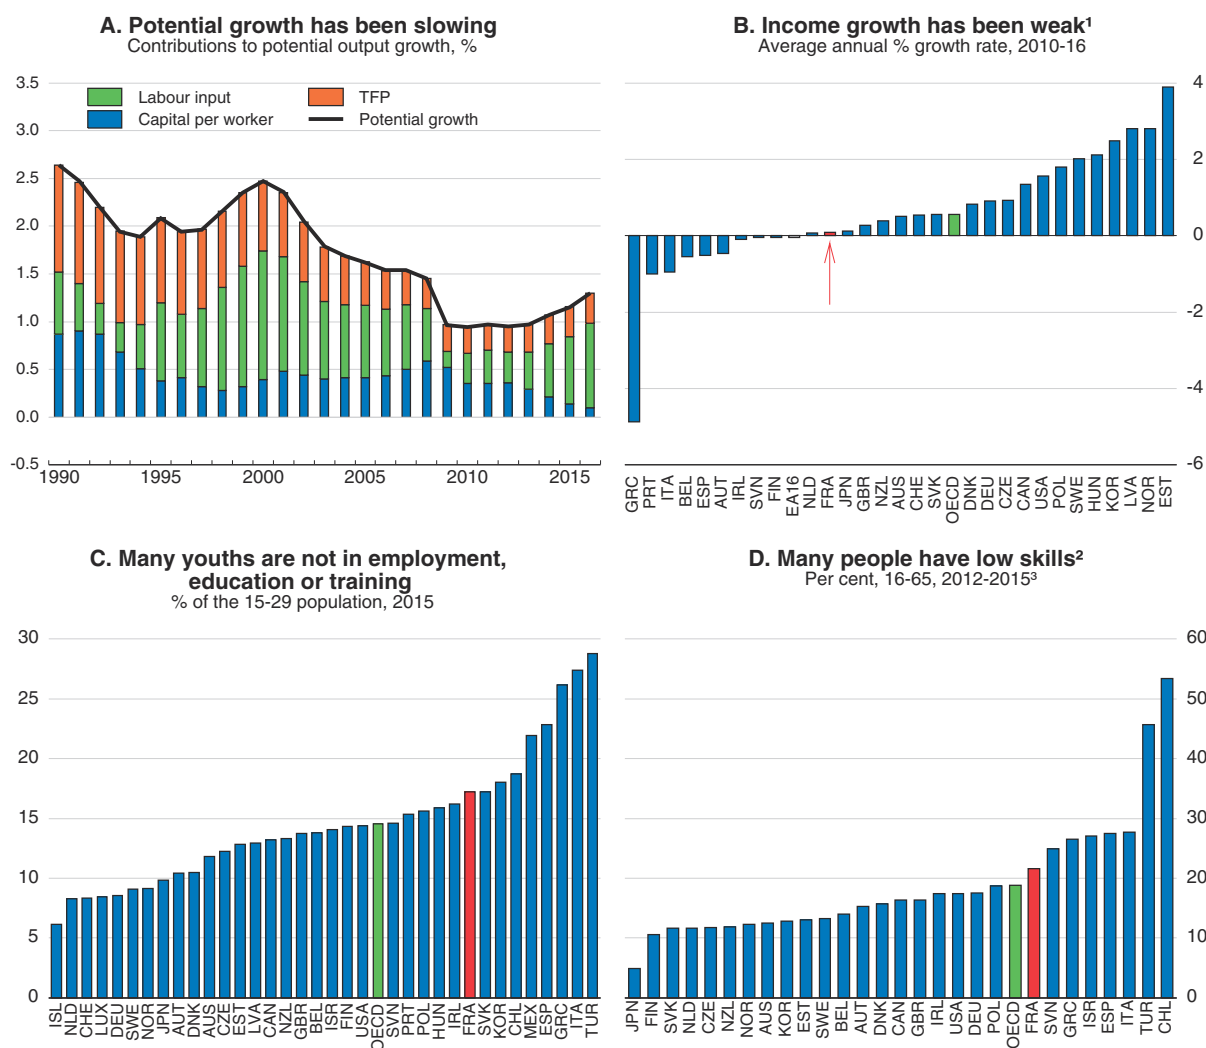 A. Potential growth has been slowing
Contributions to potential output growth, %
3.5
3.0
2.5
2.0
1.5
1.0
0.5
0.0
-0.5
Labour input
TFP
Capital per worker
Potential growth
1990
1995
2000
2005
2010
2015
B. Income growth has been weak¹
Average annual % growth rate, 2010-16
4
2
0
-2
-4
-6
GRC
PRT
ITA
BEL
ESP
AUT
IRL
SVN
FIN
EA16
NLD
FRA
JPN
GBR
NZL
AUS
CHE
SVK
OECD
DNK
DEU
CZE
CAN
USA
POL
SWE
HUN
KOR
LVA
NOR
EST
C. Many youths are not in employment,
education or training
% of the 15-29 population, 2015
30
25
20
15
10
5
0
ISL
NLD
CHE
LUX
DEU
SWE
NOR
JPN
AUT
DNK
AUS
CZE
EST
LVA
CAN
NZL
GBR
BEL
ISR
FIN
USA
OECD
SVN
PRT
POL
HUN
IRL
FRA
SVK
KOR
CHL
MEX
ESP
GRC
ITA
TUR
D. Many people have low skills²
Per cent, 16-65, 2012-2015³
60
50
40
30
20
10
0
JPN
FIN
SVK
NLD
CZE
NZL
NOR
AUS
KOR
EST
SWE
BEL
AUT
DNK
CAN
GBR
IRL
USA
DEU
POL
OECD
FRA
SVN
GRC
ISR
ESP
ITA
TUR
CHL